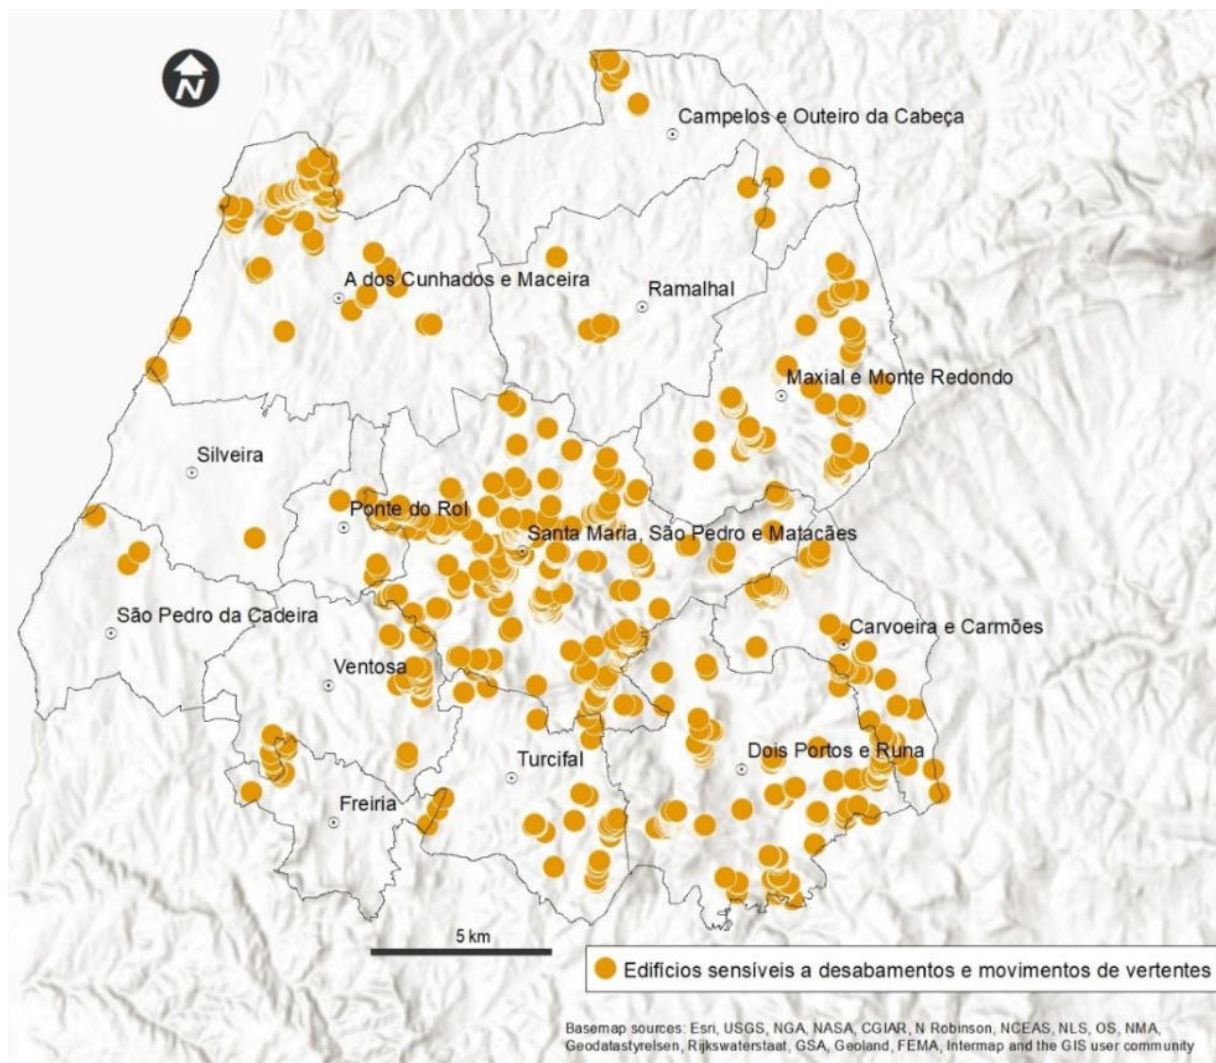 N
Campelos e Outeiro da Cabeça
A dos Cunhados e Maceira
Ramalhal
Maxial e Monte Redondo
Silveira
Ponte do Rol
Santa Maria, São Pedro e Matacães
São Pedro da Cadeira
Carvoeira e Carmões
Ventosa
Turcifal
Dois Portos e Runa
Freiria
5 km
Edifícios sensíveis a desabamentos e movimentos de vertentes
Basemap sources: Esri, USGS, NGA, NASA, CGIAR, N Robinson, NCEAS, NLS, OS, NMA,
Geodatastyrelsen, Rijkswaterstaat, GSA, Geoland, FEMA, Intermap and the GIS user community